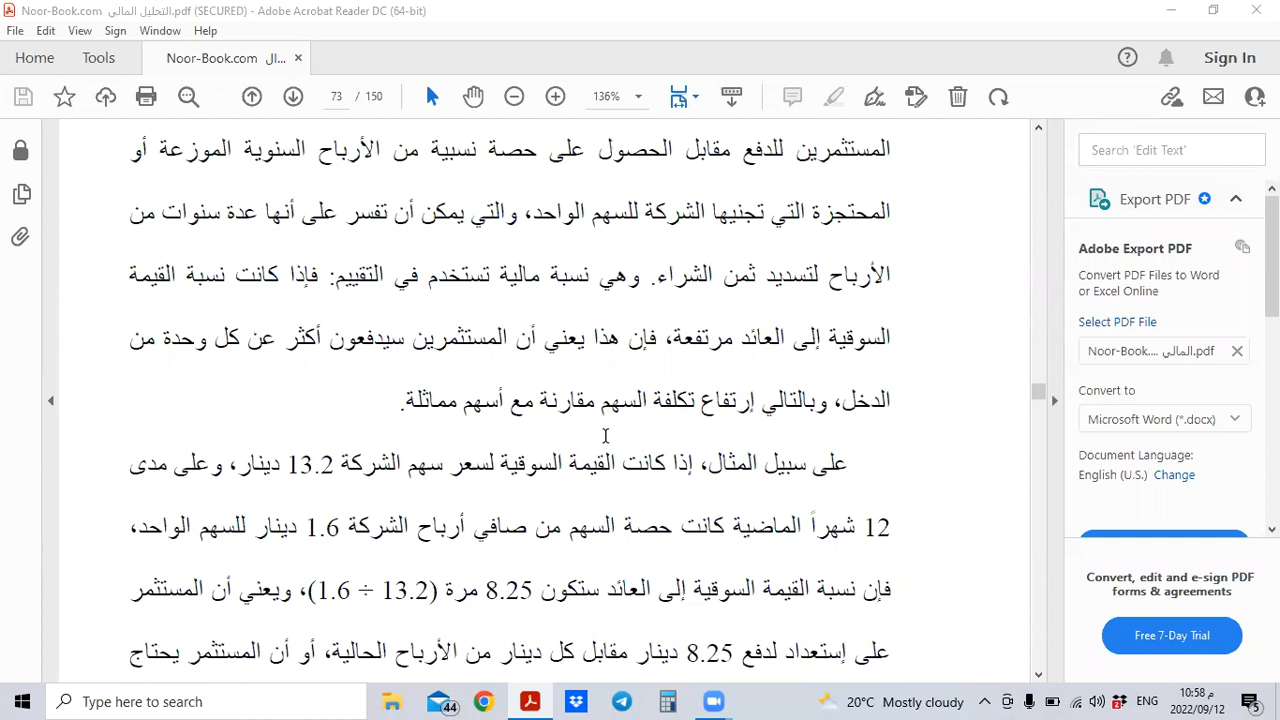 Noor-Book.com التحليل المالي.pdf (SECURED) - Adobe Acrobat Reader DC (64-bit)
File Edit View Sign Window Help
Home Tools Noor-Book.com ال... × Sign In
73 / 150 136%
المستثمرين للدفع مقابل الحصول على حصة نسبية من الأرباح السنوية الموزعة أو
المحتجزة التي تجنيها الشركة للسهم الواحد، والتي يمكن أن تفسر على أنها عدة سنوات من
الأرباح لتسديد ثمن الشراء. وهي نسبة مالية تستخدم في التقييم: فإذا كانت نسبة القيمة
السوقية إلى العائد مرتفعة، فإن هذا يعني أن المستثمرين سيدفعون أكثر عن كل وحدة من
الدخل، وبالتالي إرتفاع تكلفة السهم مقارنة مع أسهم مماثلة.
على سبيل المثال، إذا كانت القيمة السوقية لسعر سهم الشركة 13.2 دينار، وعلى مدى
12 شهراً الماضية كانت حصة السهم من صافي أرباح الشركة 1.6 دينار للسهم الواحد،
فإن نسبة القيمة السوقية إلى العائد ستكون 8.25 مرة (13.2 ÷ 1.6)، ويعني أن المستثمر
على إستعداد لدفع 8.25 دينار مقابل كل دينار من الأرباح الحالية، أو أن المستثمر يحتاج
Search 'Edit Text'
Export PDF
Adobe Export PDF
Convert PDF Files to Word
or Excel Online
Select PDF File
Noor-Book.... المالي.pdf
Convert to
Microsoft Word (*.docx)
Document Language:
English (U.S.) Change
Convert, edit and e-sign PDF
forms & agreements
Free 7-Day Trial
Type here to search
44
20°C Mostly cloudy
ENG
10:58 م
2022/09/12
5